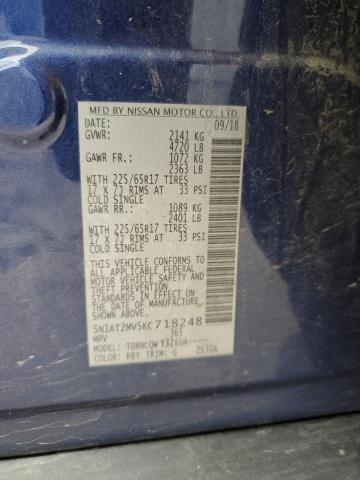 MFD BY NISSAN MOTOR CO., LTD.
DATE: 09/18
GVWR: 2141 KG
4720 LB
GAWR FR: 1072 KG
2363 LB
WITH 225/65R17 TIRES
17 X 7J RIMS AT 33 PSI
COLD SINGLE
GAWR RR: 1089 KG
2401 LB
WITH 225/65R17 TIRES
17 X 7J RIMS AT 33 PSI
COLD SINGLE
THIS VEHICLE CONFORMS
TO ALL APPLICABLE FEDERAL
MOTOR VEHICLE SAFETY
STANDARDS IN EFFECT ON
THE DATE OF MANUFACTURE
SHOWN ABOVE.
5N1AT2MV5KC718248
MPV 365
MODEL:
COLOR: RBY TRIM: G 2530A